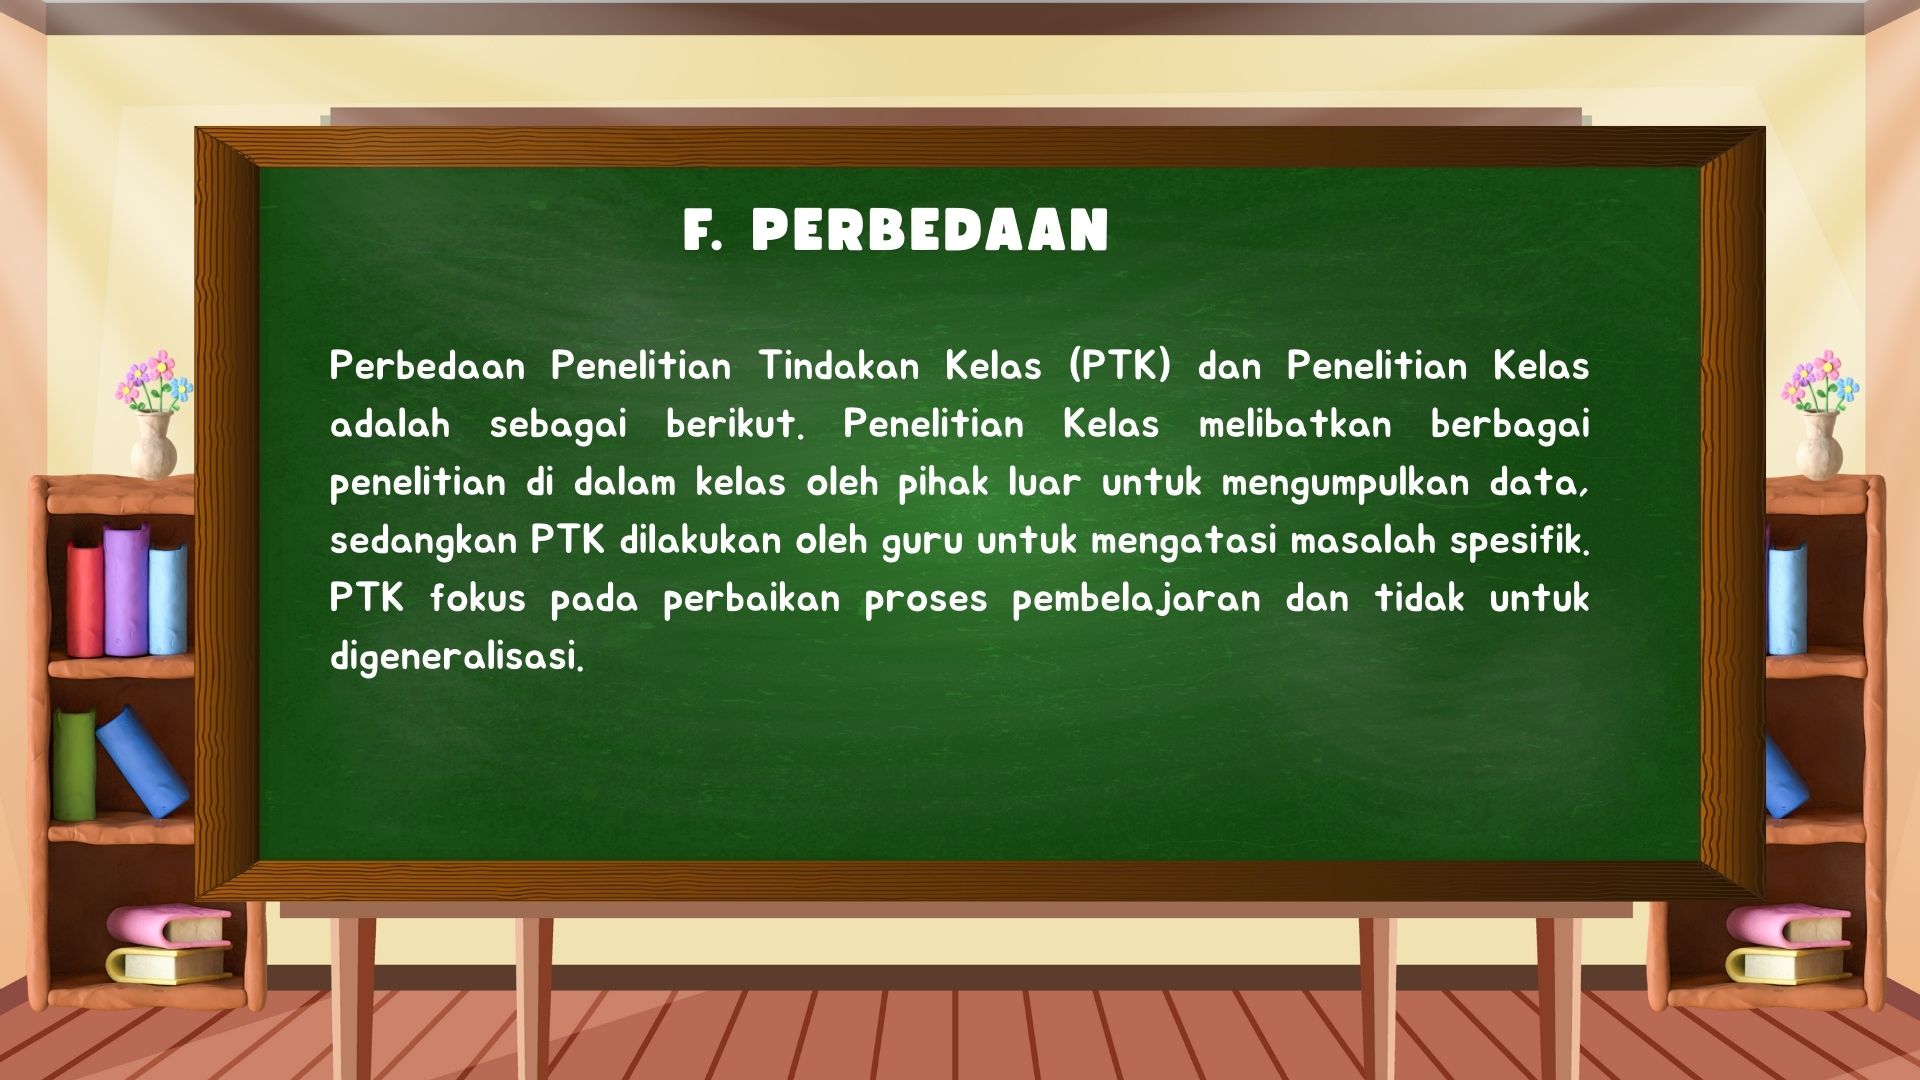 F. PERBEDAAN
Perbedaan Penelitian Tindakan Kelas (PTK) dan Penelitian Kelas
adalah sebagai berikut. Penelitian Kelas melibatkan berbagai
penelitian di dalam kelas oleh pihak luar untuk mengumpulkan data,
sedangkan PTK dilakukan oleh guru untuk mengatasi masalah spesifik.
PTK fokus pada perbaikan proses pembelajaran dan tidak untuk
digeneralisasi.